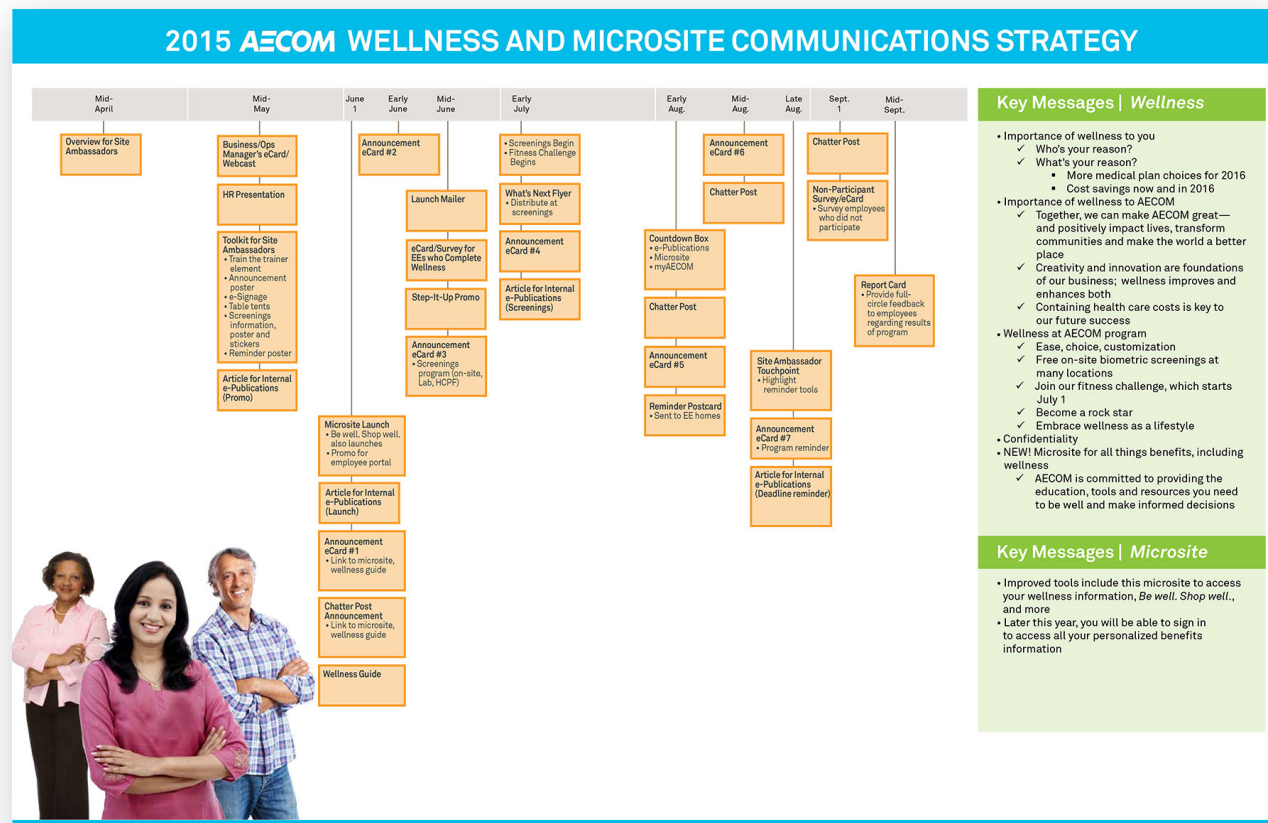 2015 AECOM WELLNESS AND MICROSITE COMMUNICATIONS STRATEGY
Mid-
April
Mid-
May
June
1
Early
June
Mid-
June
Early
July
Early
Aug.
Mid-
Aug.
Late
Aug.
Sept.
1
Mid-
Sept.
Overview for Site
Ambassadors
Business/Ops
Manager's eCard/
Webcast
HR Presentation
Toolkit for Site
Ambassadors
• Train the trainer
element
• Announcement
poster
• e-Signage
• Table tents
• Screenings
information,
poster and
stickers
• Reminder poster
Article for Internal
e-Publications
(Promo)
Microsite Launch
• Be well. Shop well.
also launches
• Promo for
employee portal
Article for Internal
e-Publications
(Launch)
Announcement
eCard #1
• Link to microsite,
wellness guide
Chatter Post
Announcement
• Link to microsite,
wellness guide
Wellness Guide
Announcement
eCard #2
Launch Mailer
eCard/Survey for
EEs who Complete
Wellness
Step-It-Up Promo
Announcement
eCard #3
• Screenings
program (on-site,
Lab, HCPF)
• Screenings Begin
• Fitness Challenge
Begins
What's Next Flyer
• Distribute at
screenings
Announcement
eCard #4
Article for Internal
e-Publications
(Screenings)
Countdown Box
• e-Publications
• Microsite
• myAECOM
Chatter Post
Announcement
eCard #5
Reminder Postcard
• Sent to EE homes
Announcement
eCard #6
Chatter Post
Site Ambassador
Touchpoint
• Highlight
reminder tools
Announcement
eCard #7
• Program reminder
Article for Internal
e-Publications
(Deadline reminder)
Chatter Post
Non-Participant
Survey/eCard
• Survey employees
who did not
participate
Report Card
• Provide full-
circle feedback
to employees
regarding results
of program
Key Messages | Wellness
• Importance of wellness to you
✓ Who's your reason?
✓ What's your reason?
▪ More medical plan choices for 2016
▪ Cost savings now and in 2016
• Importance of wellness to AECOM
✓ Together, we can make AECOM great—
and positively impact lives, transform
communities and make the world a better
place
✓ Creativity and innovation are foundations
of our business; wellness improves and
enhances both
✓ Containing health care costs is key to
our future success
• Wellness at AECOM program
✓ Ease, choice, customization
✓ Free on-site biometric screenings at
many locations
✓ Join our fitness challenge, which starts
July 1
✓ Become a rock star
✓ Embrace wellness as a lifestyle
• Confidentiality
• NEW! Microsite for all things benefits, including
wellness
✓ AECOM is committed to providing the
education, tools and resources you need
to be well and make informed decisions
Key Messages | Microsite
• Improved tools include this microsite to access
your wellness information, Be well. Shop well.,
and more
• Later this year, you will be able to sign in
to access all your personalized benefits
information